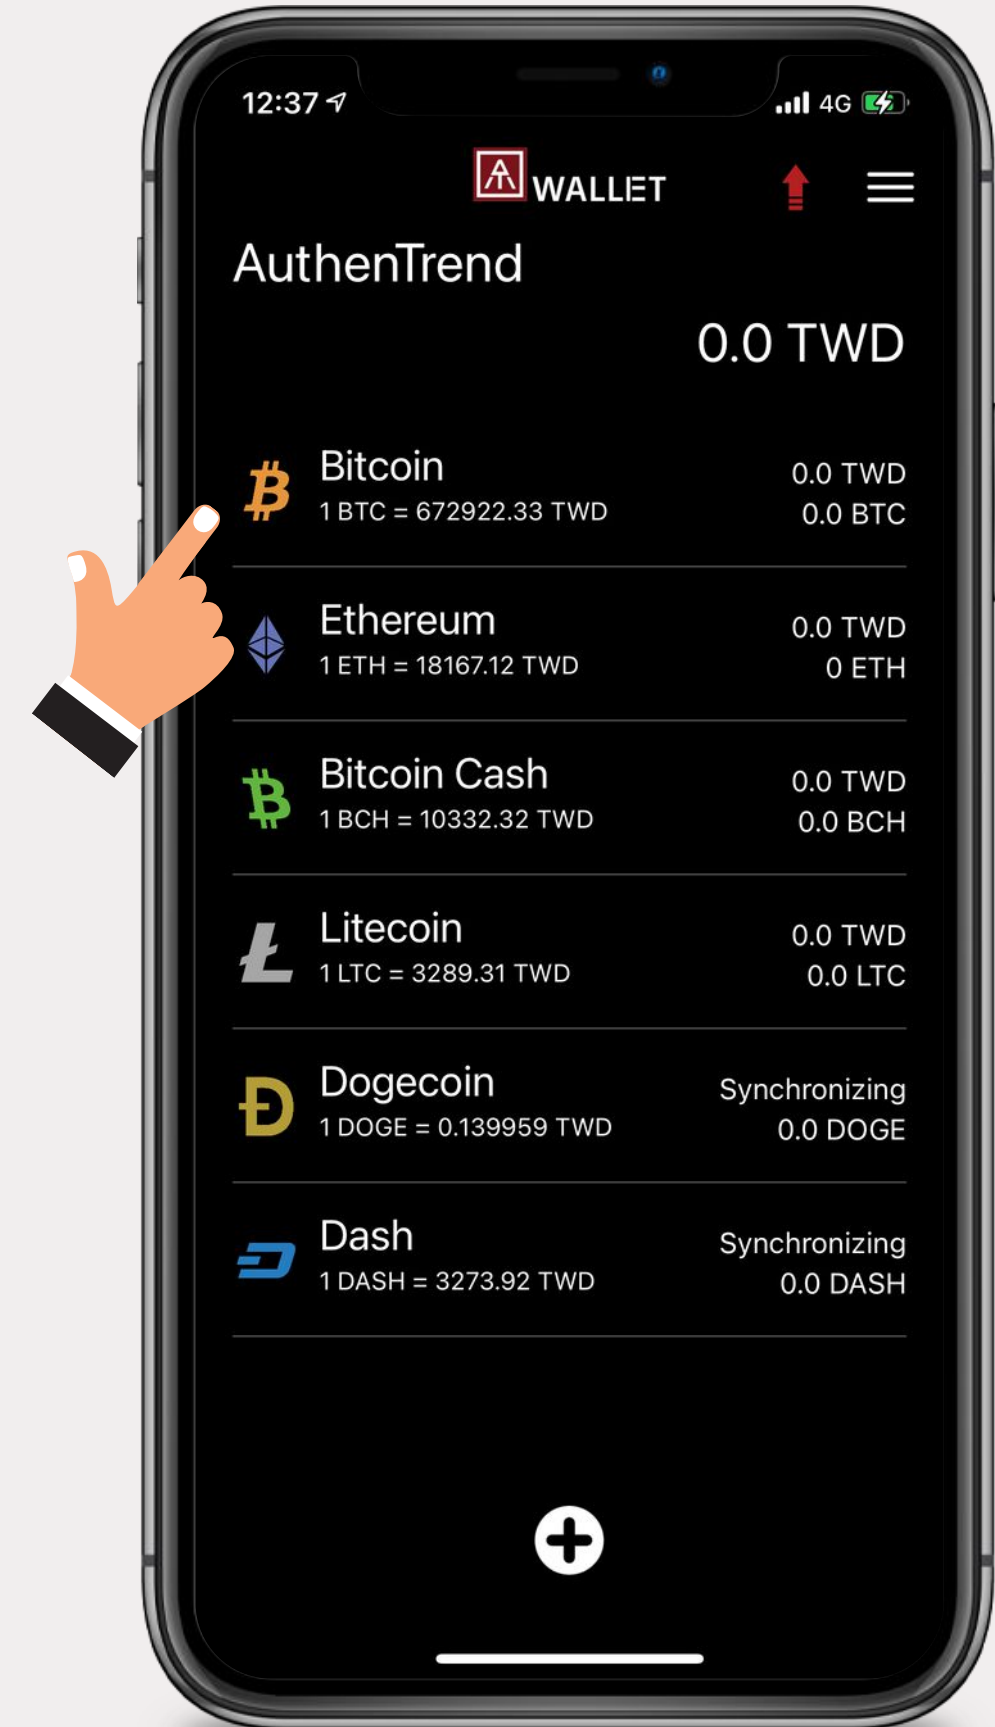 12:37
4G
AT WALLET
AuthenTrend
0.0 TWD
Bitcoin
0.0 TWD
1 BTC = 672922.33 TWD
0.0 BTC
Ethereum
0.0 TWD
1 ETH = 18167.12 TWD
0 ETH
Bitcoin Cash
0.0 TWD
1 BCH = 10332.32 TWD
0.0 BCH
Litecoin
0.0 TWD
1 LTC = 3289.31 TWD
0.0 LTC
Dogecoin
Synchronizing
1 DOGE = 0.139959 TWD
0.0 DOGE
Dash
Synchronizing
1 DASH = 3273.92 TWD
0.0 DASH